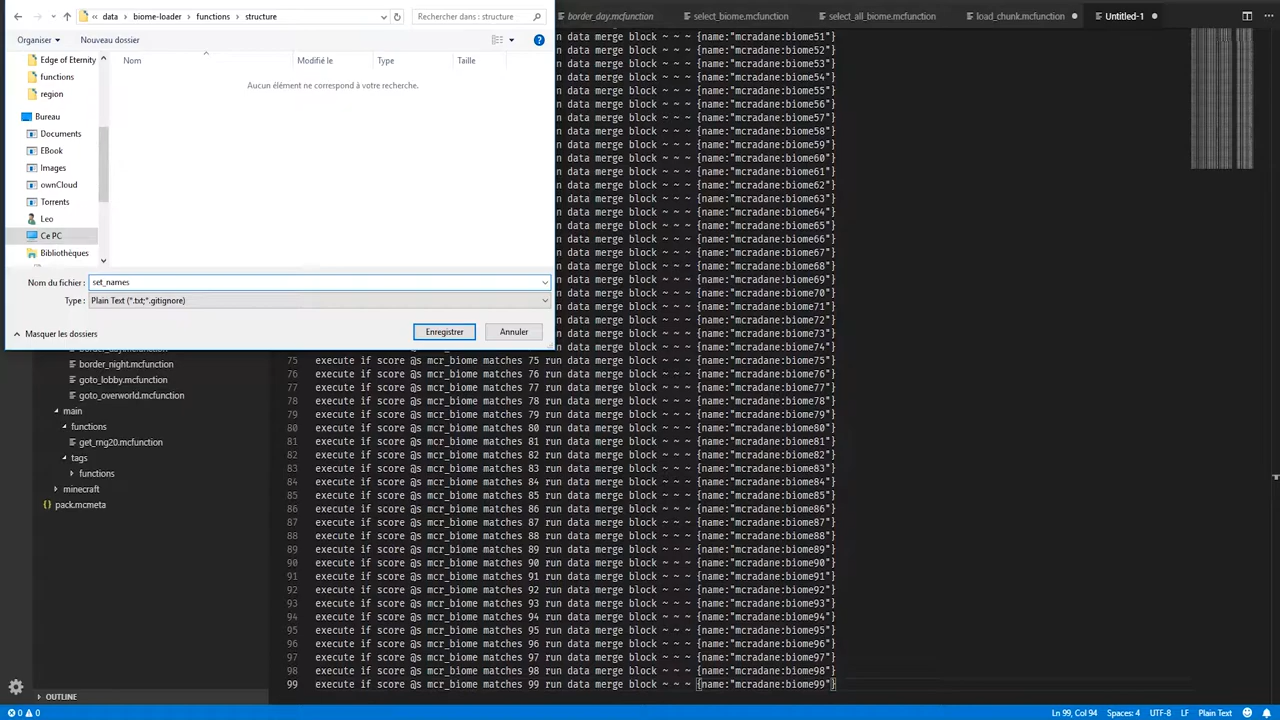 « data › biome-loader › functions › structure
Rechercher dans : structure
border_day.mcfunction
select_biome.mcfunction
select_all_biome.mcfunction
load_chunk.mcfunction
Untitled-1
Organiser
Nouveau dossier
Nom
Modifié le
Type
Taille
Aucun élément ne correspond à votre recherche.
Edge of Eternity
functions
region
Bureau
Documents
EBook
Images
ownCloud
Torrents
Leo
Ce PC
Bibliothèques
Nom du fichier : set_names
Type : Plain Text (*.txt;*.gitignore)
Masquer les dossiers
Enregistrer
Annuler
n data merge block ~ ~ ~ {name:"mcradane:biome51"}
n data merge block ~ ~ ~ {name:"mcradane:biome52"}
n data merge block ~ ~ ~ {name:"mcradane:biome53"}
n data merge block ~ ~ ~ {name:"mcradane:biome54"}
n data merge block ~ ~ ~ {name:"mcradane:biome55"}
n data merge block ~ ~ ~ {name:"mcradane:biome56"}
n data merge block ~ ~ ~ {name:"mcradane:biome57"}
n data merge block ~ ~ ~ {name:"mcradane:biome58"}
n data merge block ~ ~ ~ {name:"mcradane:biome59"}
n data merge block ~ ~ ~ {name:"mcradane:biome60"}
n data merge block ~ ~ ~ {name:"mcradane:biome61"}
n data merge block ~ ~ ~ {name:"mcradane:biome62"}
n data merge block ~ ~ ~ {name:"mcradane:biome63"}
n data merge block ~ ~ ~ {name:"mcradane:biome64"}
n data merge block ~ ~ ~ {name:"mcradane:biome65"}
n data merge block ~ ~ ~ {name:"mcradane:biome66"}
n data merge block ~ ~ ~ {name:"mcradane:biome67"}
n data merge block ~ ~ ~ {name:"mcradane:biome68"}
n data merge block ~ ~ ~ {name:"mcradane:biome69"}
n data merge block ~ ~ ~ {name:"mcradane:biome70"}
n data merge block ~ ~ ~ {name:"mcradane:biome71"}
n data merge block ~ ~ ~ {name:"mcradane:biome72"}
n data merge block ~ ~ ~ {name:"mcradane:biome73"}
n data merge block ~ ~ ~ {name:"mcradane:biome74"}
75 execute if score @s mcr_biome matches 75 run data merge block ~ ~ ~ {name:"mcradane:biome75"}
76 execute if score @s mcr_biome matches 76 run data merge block ~ ~ ~ {name:"mcradane:biome76"}
77 execute if score @s mcr_biome matches 77 run data merge block ~ ~ ~ {name:"mcradane:biome77"}
78 execute if score @s mcr_biome matches 78 run data merge block ~ ~ ~ {name:"mcradane:biome78"}
79 execute if score @s mcr_biome matches 79 run data merge block ~ ~ ~ {name:"mcradane:biome79"}
80 execute if score @s mcr_biome matches 80 run data merge block ~ ~ ~ {name:"mcradane:biome80"}
81 execute if score @s mcr_biome matches 81 run data merge block ~ ~ ~ {name:"mcradane:biome81"}
82 execute if score @s mcr_biome matches 82 run data merge block ~ ~ ~ {name:"mcradane:biome82"}
83 execute if score @s mcr_biome matches 83 run data merge block ~ ~ ~ {name:"mcradane:biome83"}
84 execute if score @s mcr_biome matches 84 run data merge block ~ ~ ~ {name:"mcradane:biome84"}
85 execute if score @s mcr_biome matches 85 run data merge block ~ ~ ~ {name:"mcradane:biome85"}
86 execute if score @s mcr_biome matches 86 run data merge block ~ ~ ~ {name:"mcradane:biome86"}
87 execute if score @s mcr_biome matches 87 run data merge block ~ ~ ~ {name:"mcradane:biome87"}
88 execute if score @s mcr_biome matches 88 run data merge block ~ ~ ~ {name:"mcradane:biome88"}
89 execute if score @s mcr_biome matches 89 run data merge block ~ ~ ~ {name:"mcradane:biome89"}
90 execute if score @s mcr_biome matches 90 run data merge block ~ ~ ~ {name:"mcradane:biome90"}
91 execute if score @s mcr_biome matches 91 run data merge block ~ ~ ~ {name:"mcradane:biome91"}
92 execute if score @s mcr_biome matches 92 run data merge block ~ ~ ~ {name:"mcradane:biome92"}
93 execute if score @s mcr_biome matches 93 run data merge block ~ ~ ~ {name:"mcradane:biome93"}
94 execute if score @s mcr_biome matches 94 run data merge block ~ ~ ~ {name:"mcradane:biome94"}
95 execute if score @s mcr_biome matches 95 run data merge block ~ ~ ~ {name:"mcradane:biome95"}
96 execute if score @s mcr_biome matches 96 run data merge block ~ ~ ~ {name:"mcradane:biome96"}
97 execute if score @s mcr_biome matches 97 run data merge block ~ ~ ~ {name:"mcradane:biome97"}
98 execute if score @s mcr_biome matches 98 run data merge block ~ ~ ~ {name:"mcradane:biome98"}
99 execute if score @s mcr_biome matches 99 run data merge block ~ ~ ~ {name:"mcradane:biome99"}
border_night.mcfunction
goto_lobby.mcfunction
goto_overworld.mcfunction
main
functions
get_rng20.mcfunction
tags
functions
minecraft
{} pack.mcmeta
OUTLINE
0 0
Ln 99, Col 94
Spaces: 4
UTF-8
LF
Plain Text